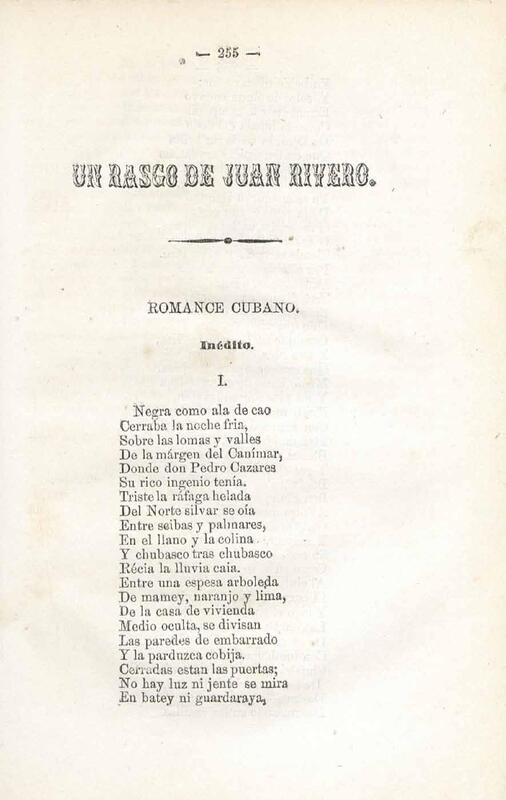 — 255 —
UN RASGO DE JUAN RIVERO.
ROMANCE CUBANO.
Inédito.
I.
Negra como ala de cao
Cerraba la noche fria,
Sobre las lomas y valles
De la márgen del Canímar,
Donde don Pedro Cazares
Su rico ingenio tenía.
Triste la ráfaga helada
Del Norte silvar se oía
Entre seibas y palmares,
En el llano y la colina
Y chubasco tras chubasco
Récia la lluvia caia.
Entre una espesa arboleda
De mamey, naranjo y lima,
De la casa de vivienda
Medio oculta, se divisan
Las paredes de embarrado
Y la parduzca cobija.
Cerradas estan las puertas;
No hay luz ni jente se mira
En batey ni guardaraya,